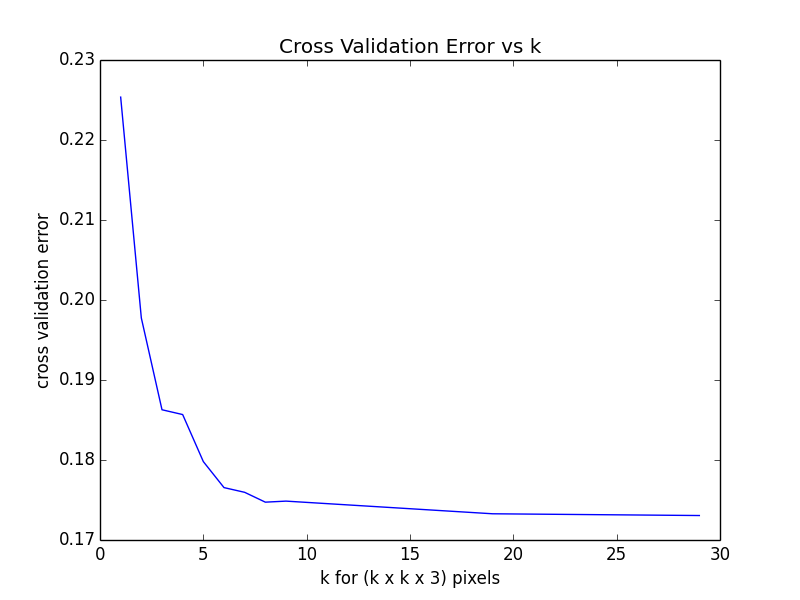 Cross Validation Error vs k
0.23
0.22
0.21
0.20
0.19
0.18
0.17
cross validation error
0 5 10 15 20 25 30
k for (k x k x 3) pixels